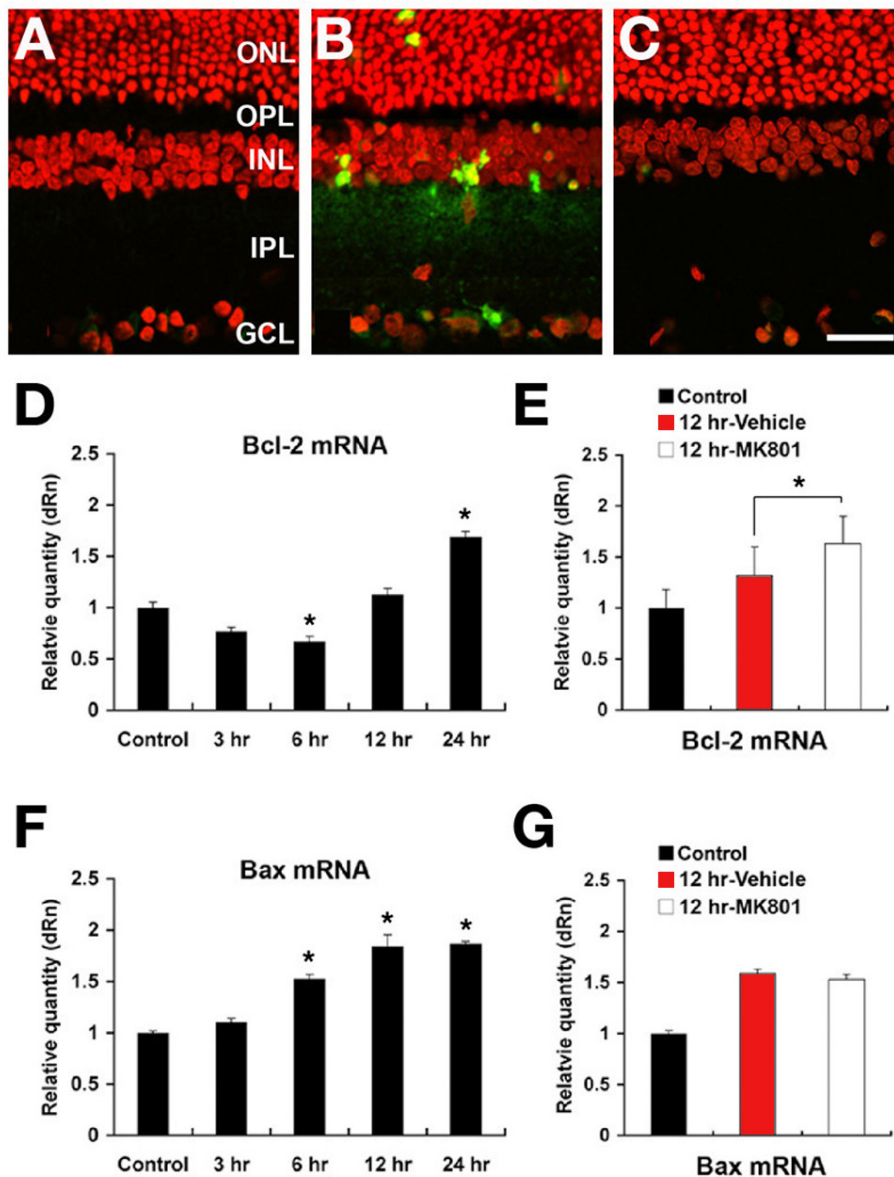 A
B
C
ONL
OPL
INL
IPL
GCL
D
Bcl-2 mRNA
Relatvie quantity (dRn)
2.5
2
1.5
1
0.5
0
*
*
Control 3 hr 6 hr 12 hr 24 hr
E
Control
12 hr-Vehicle
12 hr-MK801
Relatvie quantity (dRn)
2.5
2
1.5
1
0.5
0
*
Bcl-2 mRNA
F
Bax mRNA
Relative quantity (dRn)
2.5
2
1.5
1
0.5
0
*
*
*
Control 3 hr 6 hr 12 hr 24 hr
G
Control
12 hr-Vehicle
12 hr-MK801
Relatvie quantity (dRn)
2.5
2
1.5
1
0.5
0
Bax mRNA